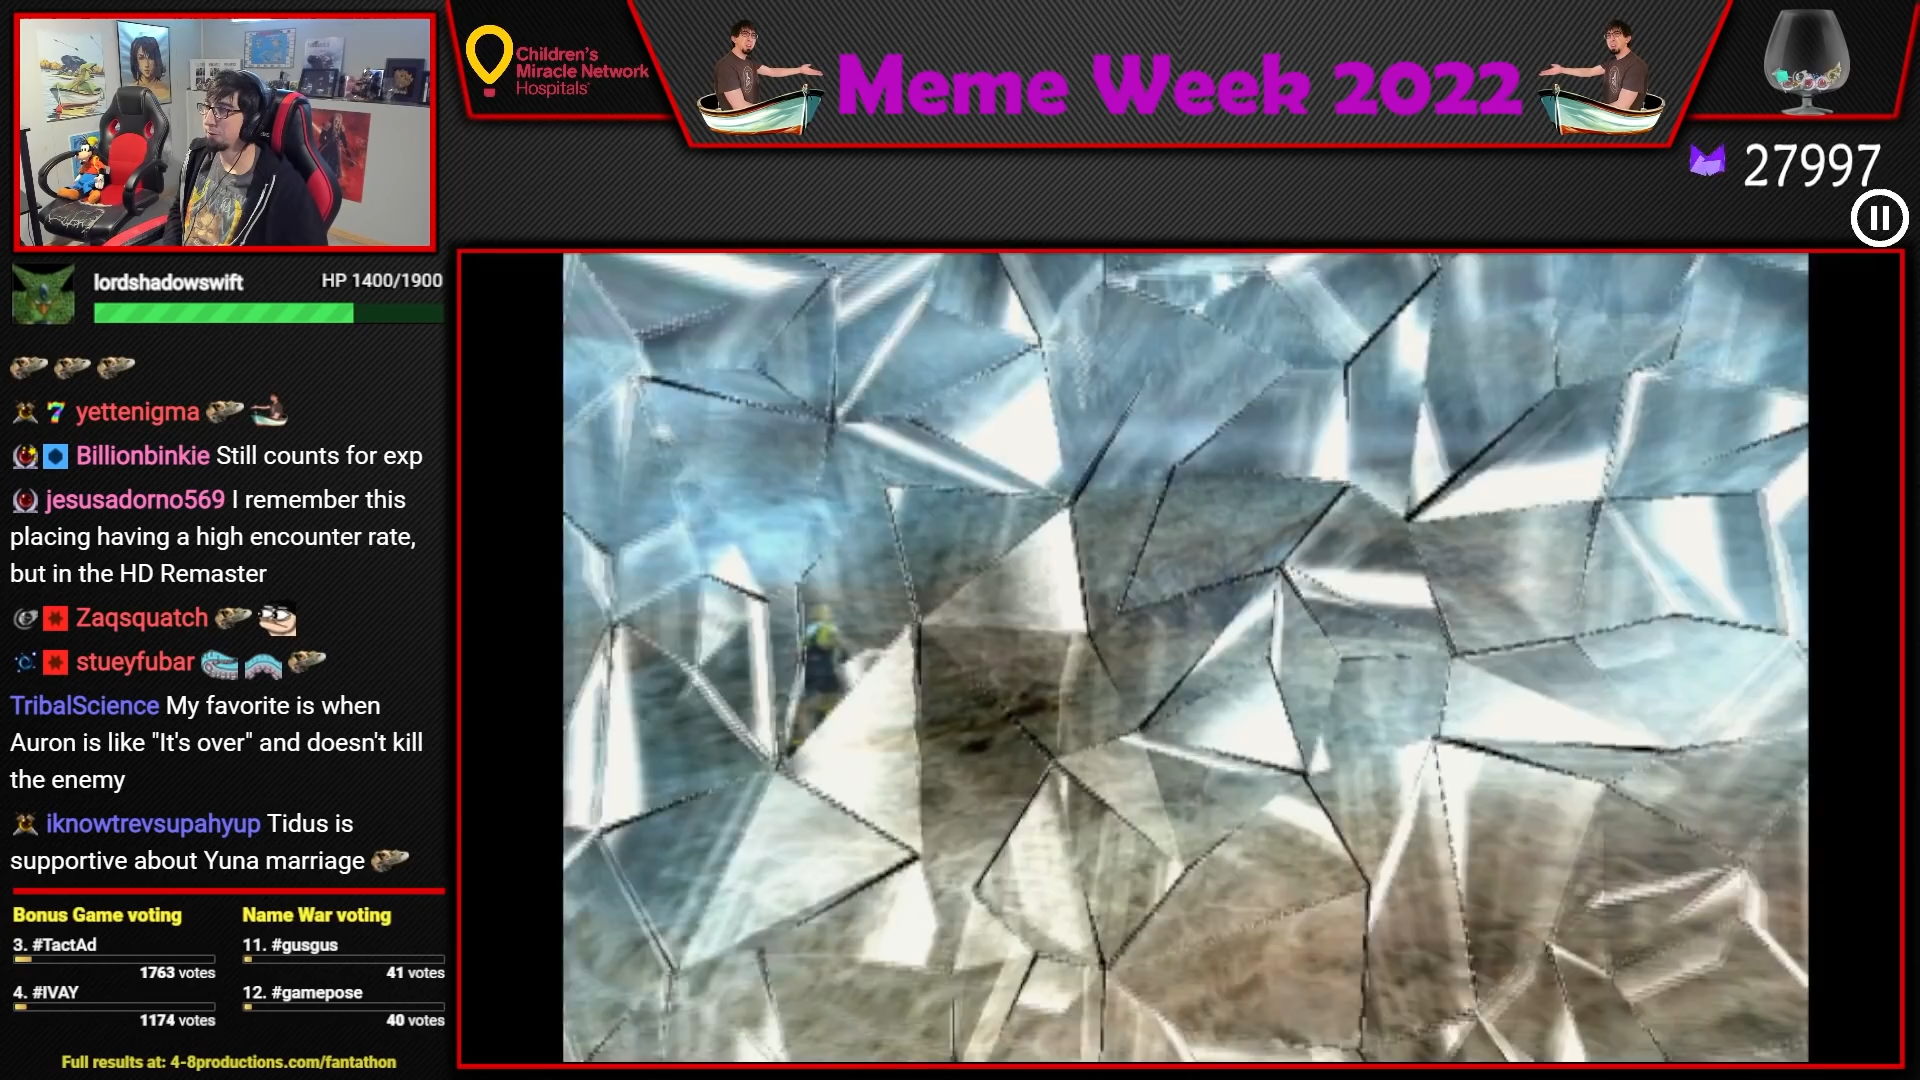 Children's
Miracle Network
Hospitals
Meme Week 2022
27997
lordshadowswift
HP 1400/1900
yettenigma
Billionbinkie Still counts for exp
jesusadorno569 I remember this
placing having a high encounter rate,
but in the HD Remaster
Zaqsquatch
stueyfubar
TribalScience My favorite is when
Auron is like "It's over" and doesn't kill
the enemy
iknowtrevsupahyup Tidus is
supportive about Yuna marriage
Bonus Game voting
3. #TactAd
1763 votes
4. #IVAY
1174 votes
Name War voting
11. #gusgus
41 votes
12. #gamepose
40 votes
Full results at: 4-8productions.com/fantathon